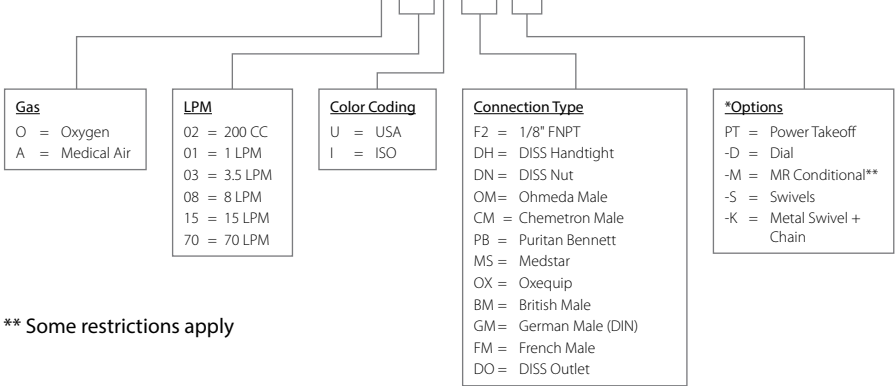 Gas
O = Oxygen
A = Medical Air
LPM
02 = 200 CC
01 = 1 LPM
03 = 3.5 LPM
08 = 8 LPM
15 = 15 LPM
70 = 70 LPM
Color Coding
U = USA
I = ISO
Connection Type
F2 = 1/8" FNPT
DH = DISS Handtight
DN = DISS Nut
OM = Ohmeda Male
CM = Chemetron Male
PB = Puritan Bennett
MS = Medstar
OX = Oxequip
BM = British Male
GM = German Male (DIN)
FM = French Male
DO = DISS Outlet
*Options
PT = Power Takeoff
-D = Dial
-M = MR Conditional**
-S = Swivels
-K = Metal Swivel +
Chain
** Some restrictions apply